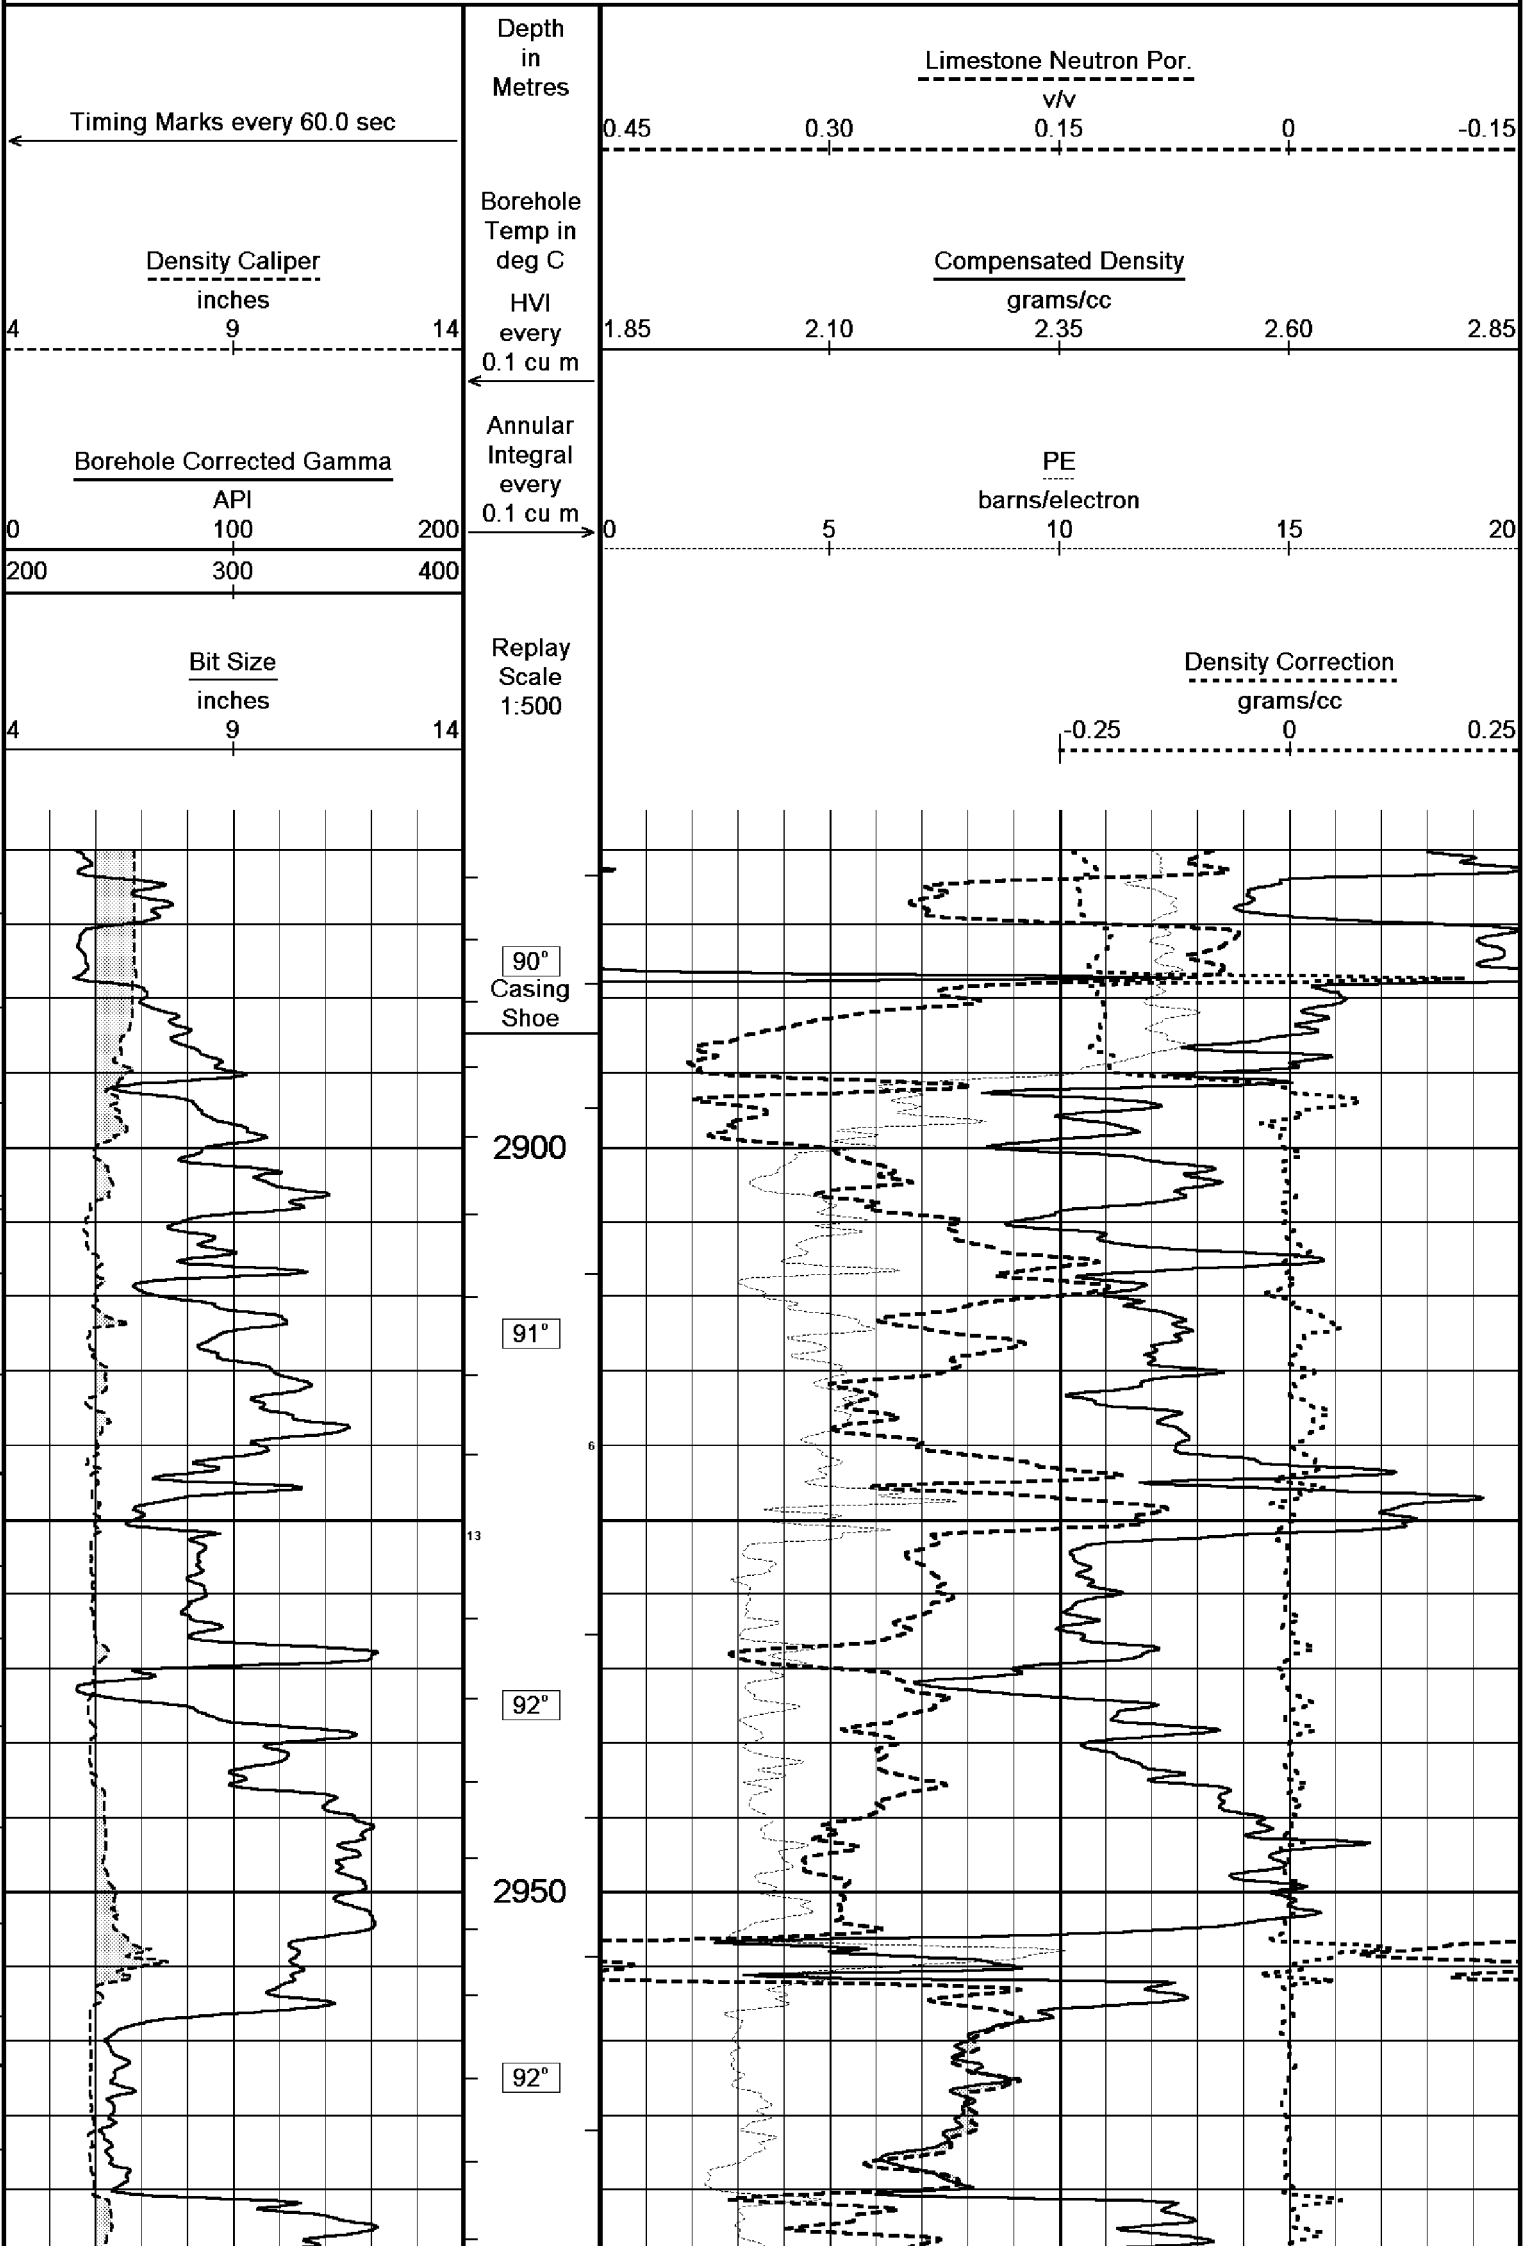 Depth
in
Metres
Limestone Neutron Por.
v/v
Timing Marks every 60.0 sec
0.45 0.30 0.15 0 -0.15
Borehole
Temp in
deg C
Density Caliper
inches
4 9 14
Compensated Density
grams/cc
1.85 2.10 2.35 2.60 2.85
HVI
every
0.1 cu m
Annular
Integral
every
0.1 cu m
Borehole Corrected Gamma
API
0 100 200
200 300 400
PE
barns/electron
0 5 10 15 20
Replay
Scale
1:500
Bit Size
inches
4 9 14
Density Correction
grams/cc
-0.25 0 0.25
90°
Casing
Shoe
2900
91°
6
13
92°
2950
92°